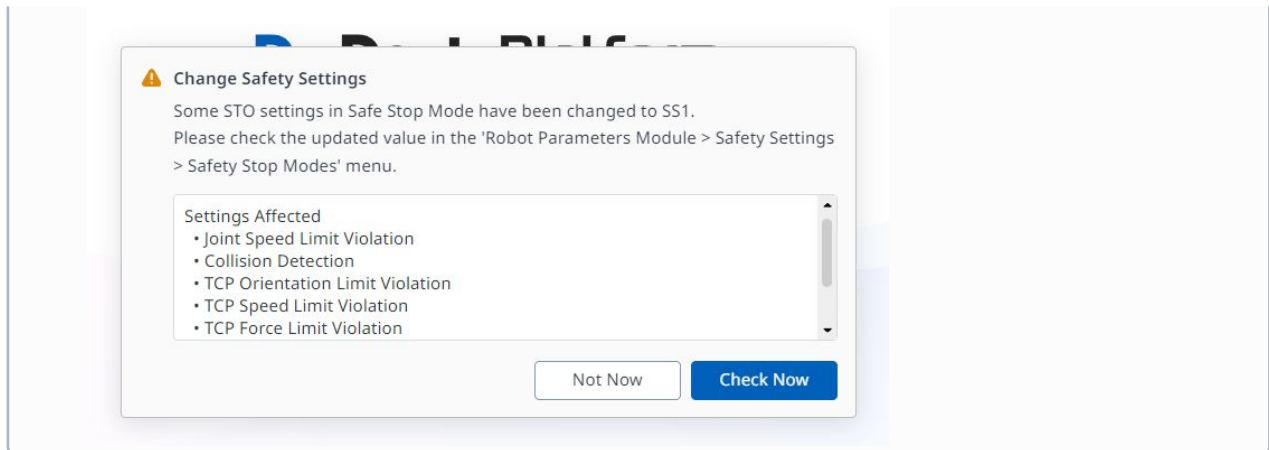 Change Safety Settings
Some STO settings in Safe Stop Mode have been changed to SS1.
Please check the updated value in the 'Robot Parameters Module > Safety Settings
> Safety Stop Modes' menu.
Settings Affected
• Joint Speed Limit Violation
• Collision Detection
• TCP Orientation Limit Violation
• TCP Speed Limit Violation
• TCP Force Limit Violation
Not Now
Check Now